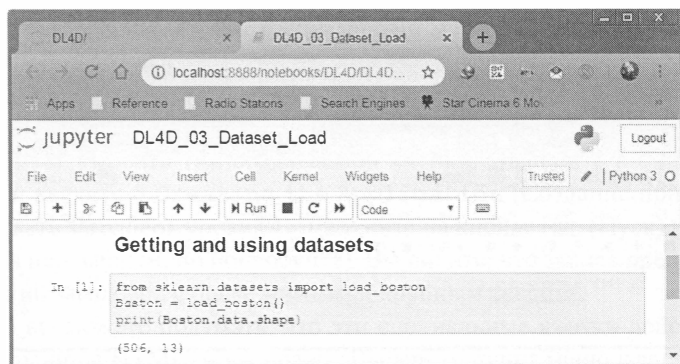 DL4D/ × DL4D_03_Dataset_Load × +
localhost:8888/notebooks/DL4D/DL4D...
Apps Reference Radio Stations Search Engines Star Cinema 6 Mov »
jupyter DL4D_03_Dataset_Load Logout
File Edit View Insert Cell Kernel Widgets Help Trusted Python 3
Run Code
Getting and using datasets
In [1]: from sklearn.datasets import load_boston
Boston = load_boston()
print(Boston.data.shape)
(506, 13)